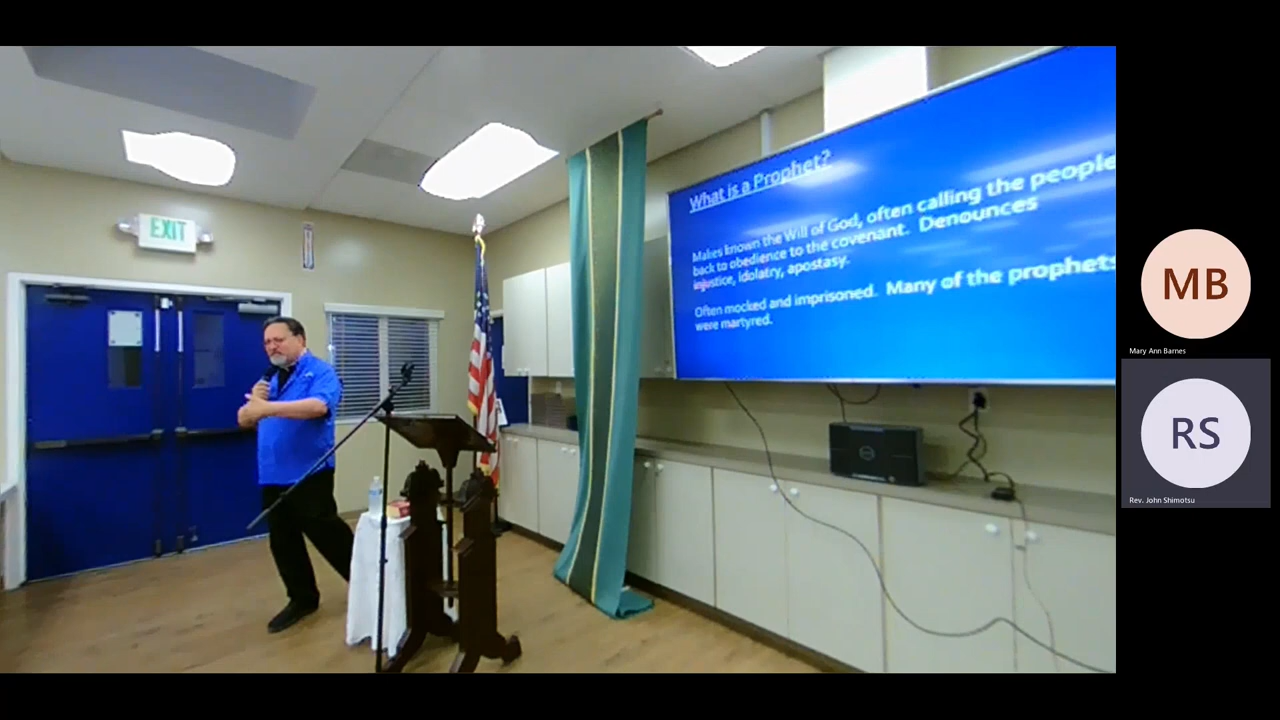 EXIT
What is a Prophet?
Makes known the Will of God, often calling the people
back to obedience to the covenant. Denounces
injustice, idolatry, apostasy.
Often mocked and imprisoned. Many of the prophets
were martyred.
MB
Mary Ann Barnes
RS
Rev. John Shimotsu